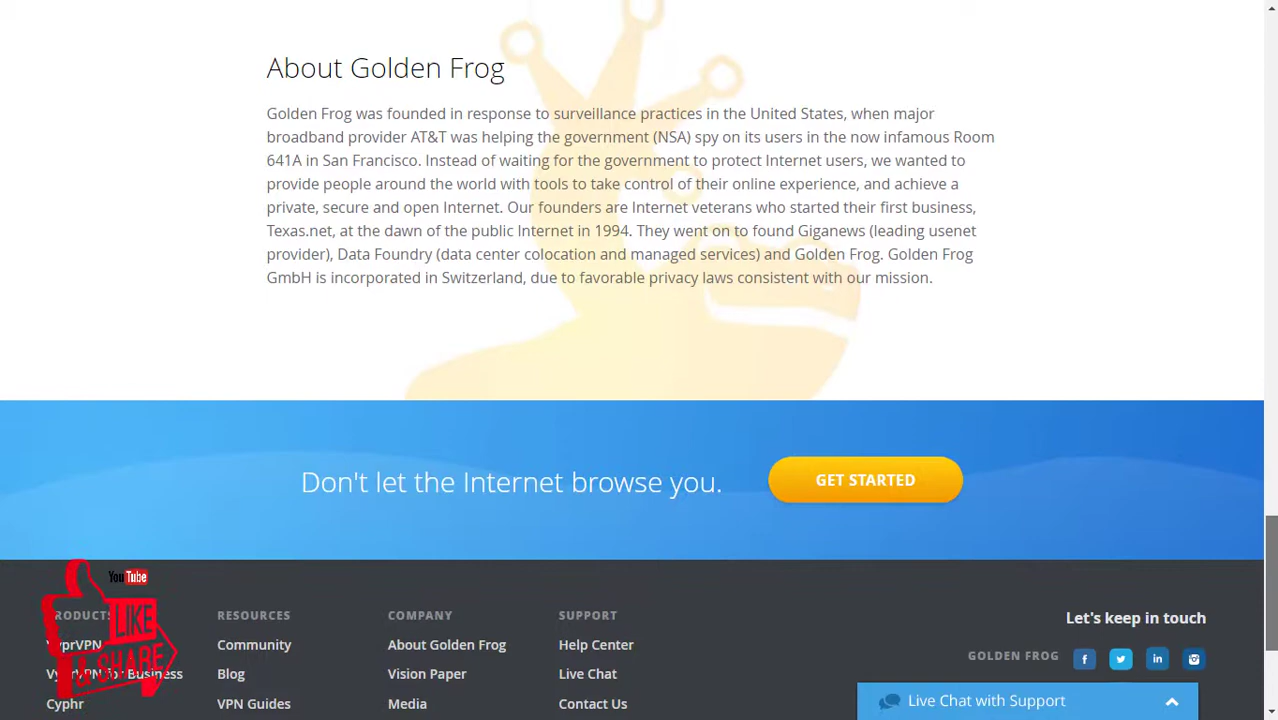 About Golden Frog
Golden Frog was founded in response to surveillance practices in the United States, when major
broadband provider AT&T was helping the government (NSA) spy on its users in the now infamous Room
641A in San Francisco. Instead of waiting for the government to protect Internet users, we wanted to
provide people around the world with tools to take control of their online experience, and achieve a
private, secure and open Internet. Our founders are Internet veterans who started their first business,
Texas.net, at the dawn of the public Internet in 1994. They went on to found Giganews (leading usenet
provider), Data Foundry (data center colocation and managed services) and Golden Frog. Golden Frog
GmbH is incorporated in Switzerland, due to favorable privacy laws consistent with our mission.
Don't let the Internet browse you.
GET STARTED
YouTube
LIKE
& SHARE
PRODUCTS
VyprVPN
VyprVPN for Business
Cyphr
RESOURCES
Community
Blog
VPN Guides
COMPANY
About Golden Frog
Vision Paper
Media
SUPPORT
Help Center
Live Chat
Contact Us
Let's keep in touch
GOLDEN FROG
Live Chat with Support